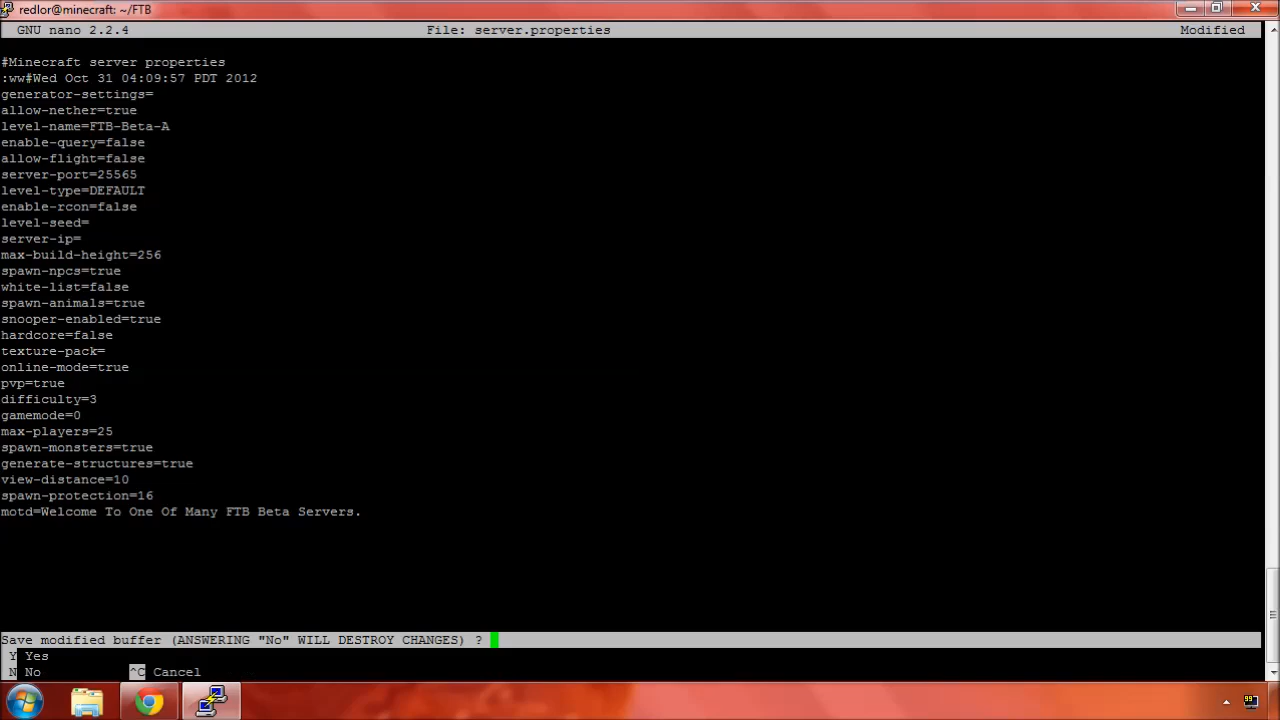 redlor@minecraft: ~/FTB
GNU nano 2.2.4 File: server.properties Modified
#Minecraft server properties
:ww#Wed Oct 31 04:09:57 PDT 2012
generator-settings=
allow-nether=true
level-name=FTB-Beta-A
enable-query=false
allow-flight=false
server-port=25565
level-type=DEFAULT
enable-rcon=false
level-seed=
server-ip=
max-build-height=256
spawn-npcs=true
white-list=false
spawn-animals=true
snooper-enabled=true
hardcore=false
texture-pack=
online-mode=true
pvp=true
difficulty=3
gamemode=0
max-players=25
spawn-monsters=true
generate-structures=true
view-distance=10
spawn-protection=16
motd=Welcome To One Of Many FTB Beta Servers.
Save modified buffer (ANSWERING "No" WILL DESTROY CHANGES) ?
Y Yes
N No ^C Cancel
99